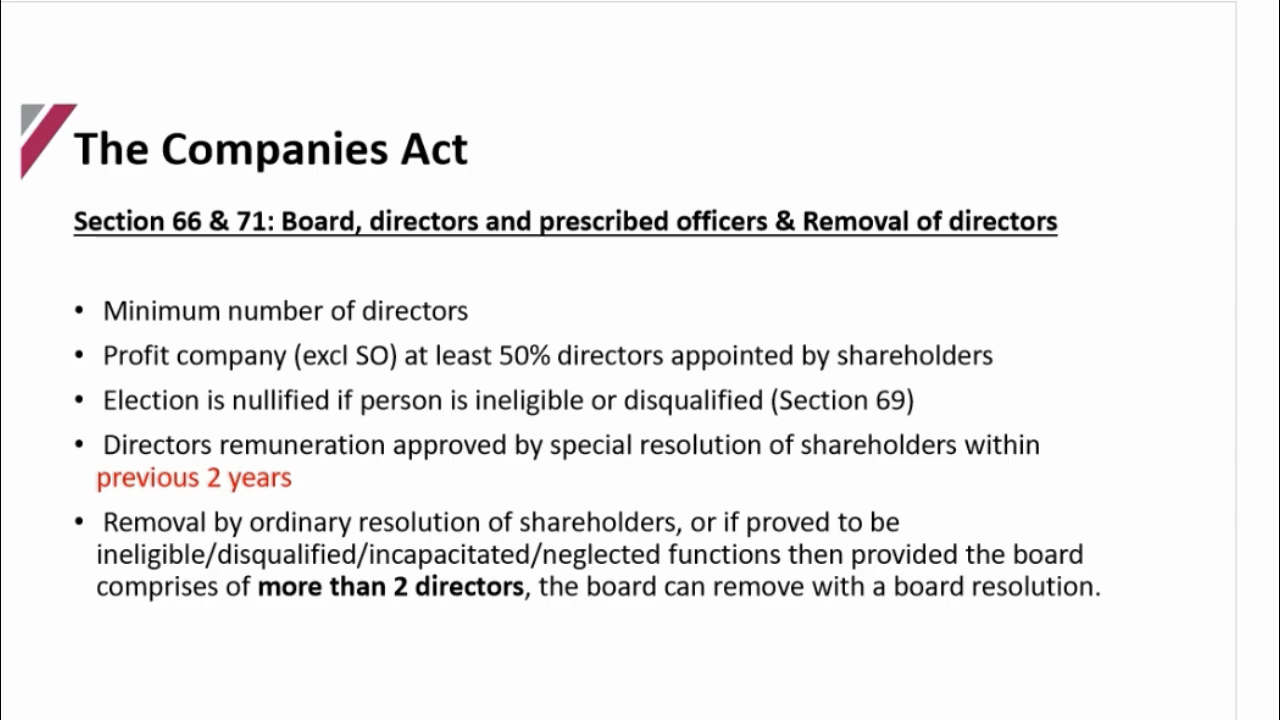 The Companies Act
Section 66 & 71: Board, directors and prescribed officers & Removal of directors
• Minimum number of directors
• Profit company (excl SO) at least 50% directors appointed by shareholders
• Election is nullified if person is ineligible or disqualified (Section 69)
• Directors remuneration approved by special resolution of shareholders within
previous 2 years
• Removal by ordinary resolution of shareholders, or if proved to be
ineligible/disqualified/incapacitated/neglected functions then provided the board
comprises of more than 2 directors, the board can remove with a board resolution.